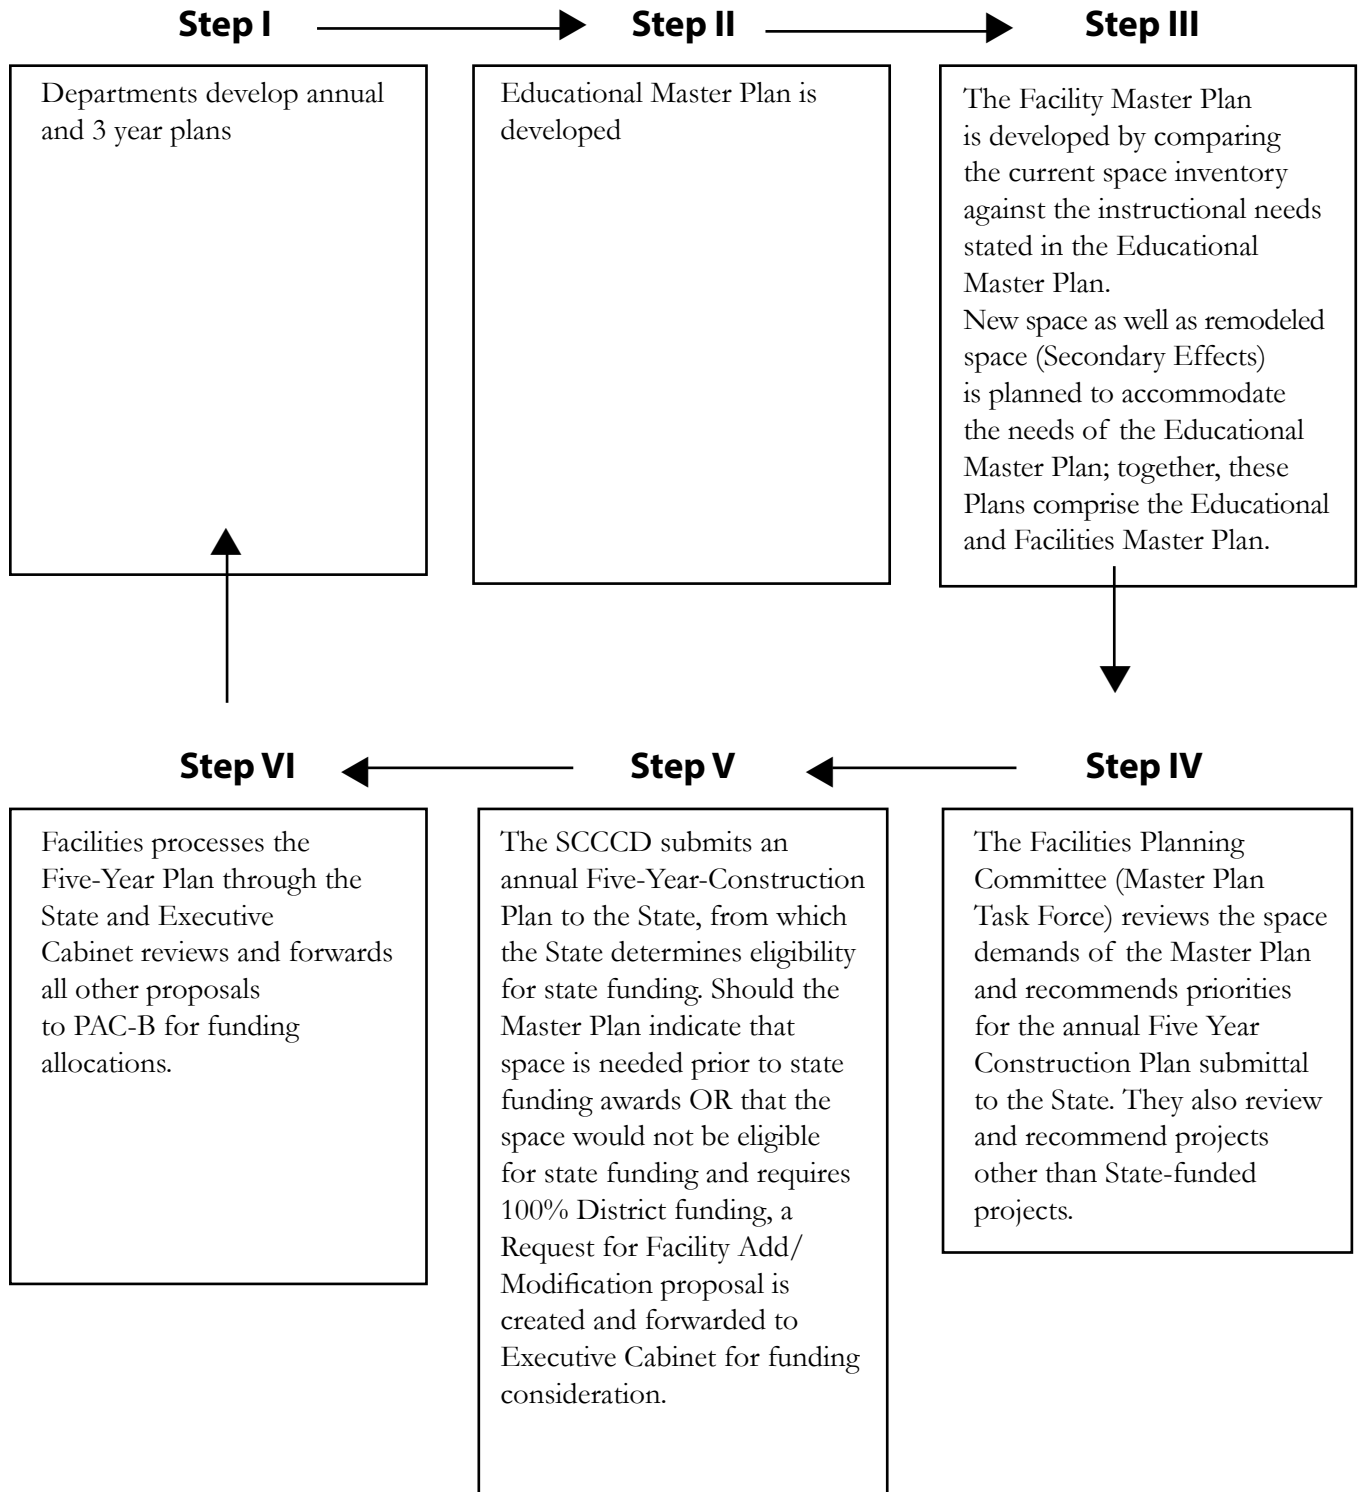 Step I
Step II
Step III
Departments develop annual
and 3 year plans
Educational Master Plan is
developed
The Facility Master Plan
is developed by comparing
the current space inventory
against the instructional needs
stated in the Educational
Master Plan.
New space as well as remodeled
space (Secondary Effects)
is planned to accommodate
the needs of the Educational
Master Plan; together, these
Plans comprise the Educational
and Facilities Master Plan.
Step VI
Step V
Step IV
Facilities processes the
Five-Year Plan through the
State and Executive
Cabinet reviews and forwards
all other proposals
to PAC-B for funding
allocations.
The SCCCD submits an
annual Five-Year-Construction
Plan to the State, from which
the State determines eligibility
for state funding. Should the
Master Plan indicate that
space is needed prior to state
funding awards OR that the
space would not be eligible
for state funding and requires
100% District funding, a
Request for Facility Add/
Modification proposal is
created and forwarded to
Executive Cabinet for funding
consideration.
The Facilities Planning
Committee (Master Plan
Task Force) reviews the space
demands of the Master Plan
and recommends priorities
for the annual Five Year
Construction Plan submittal
to the State. They also review
and recommend projects
other than State-funded
projects.